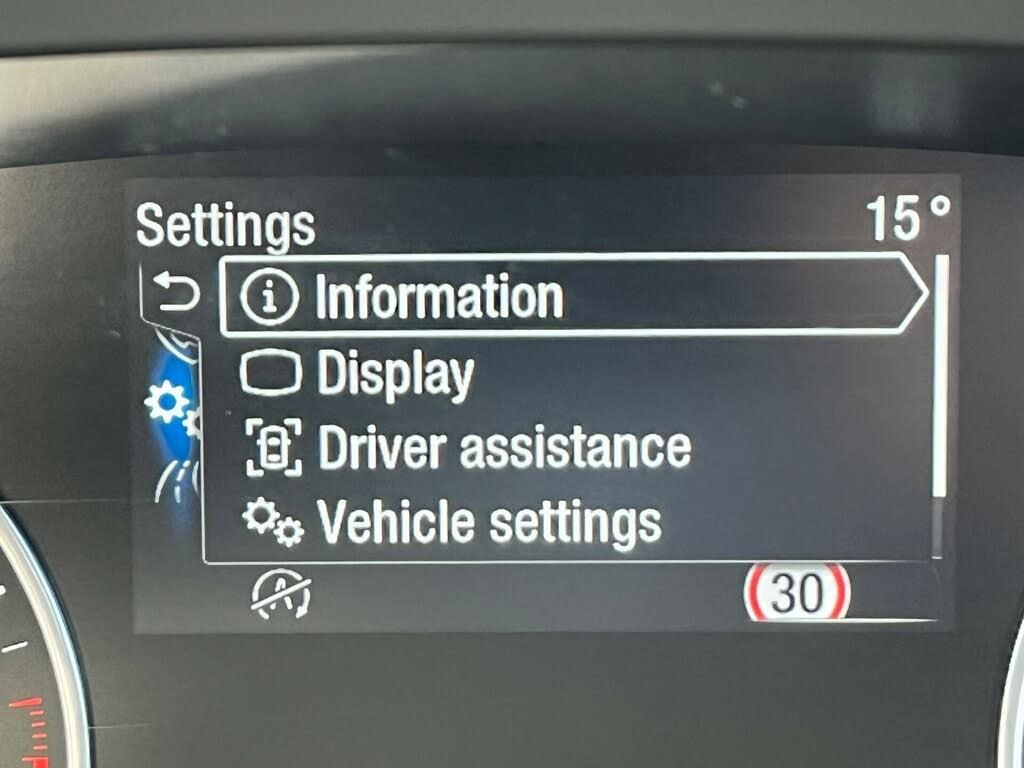 Settings 15°
Information
Display
Driver assistance
Vehicle settings
A
30